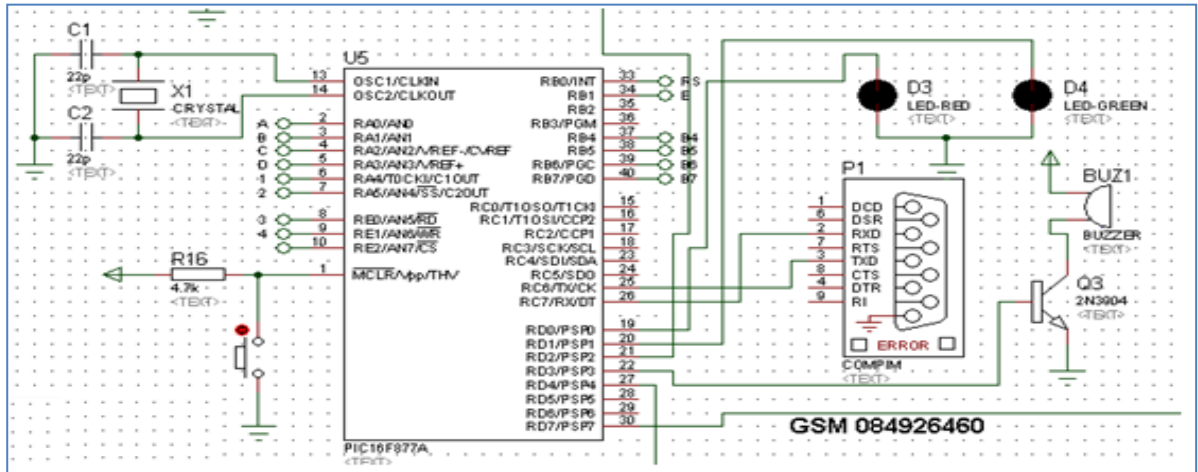 C1
22p
<TEXT>
X1
CRYSTAL
<TEXT>
C2
22p
<TEXT>
U5
13 OSC1/CLKIN
14 OSC2/CLKOUT
A 2 RA0/AN0
B 3 RA1/AN1
C 4 RA2/AN2/VREF-/CVREF
D 5 RA3/AN3/VREF+
1 6 RA4/T0CKI/C1OUT
2 7 RA5/AN4/SS/C2OUT
3 8 RE0/AN5/RD
4 9 RE1/AN6/WR
10 RE2/AN7/CS
1 MCLR/Vpp/THV
RB0/INT 33 RS
RB1 34 E
RB2 35
RB3/PGM 36
RB4 37 B4
RB5 38 B5
RB6/PGC 39 B6
RB7/PGD 40 B7
RC0/T1OSO/T1CKI 15
RC1/T1OSI/CCP2 16
RC2/CCP1 17
RC3/SCK/SCL 18
RC4/SDI/SDA 23
RC5/SDO 24
RC6/TX/CK 25
RC7/RX/DT 26
RD0/PSP0 19
RD1/PSP1 20
RD2/PSP2 21
RD3/PSP3 22
RD4/PSP4 27
RD5/PSP5 28
RD6/PSP6 29
RD7/PSP7 30
PIC16F877A
<TEXT>
R16
4.7k
<TEXT>
D3
LED-RED
<TEXT>
D4
LED-GREEN
<TEXT>
P1
1 DCD
6 DSR
2 RXD
7 RTS
3 TXD
8 CTS
4 DTR
9 RI
ERROR
COMPIM
<TEXT>
BUZ1
BUZZER
<TEXT>
Q3
2N3904
<TEXT>
GSM 084926460